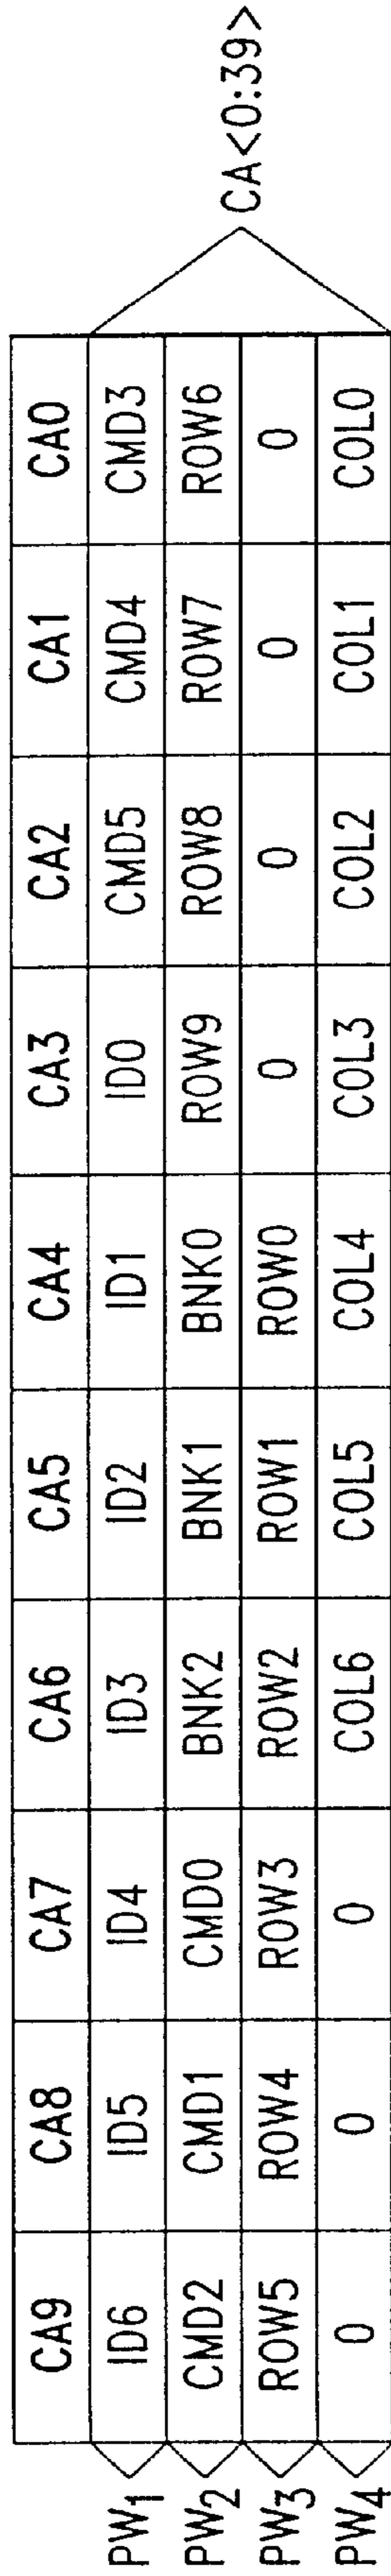 CA9 CA8 CA7 CA6 CA5 CA4 CA3 CA2 CA1 CA0
PW1 ID6 ID5 ID4 ID3 ID2 ID1 ID0 CMD5 CMD4 CMD3
PW2 CMD2 CMD1 CMD0 BNK2 BNK1 BNK0 ROW9 ROW8 ROW7 ROW6
PW3 ROW5 ROW4 ROW3 ROW2 ROW1 ROW0 0 0 0 0
PW4 0 0 0 COL6 COL5 COL4 COL3 COL2 COL1 COL0
CA<0:39>